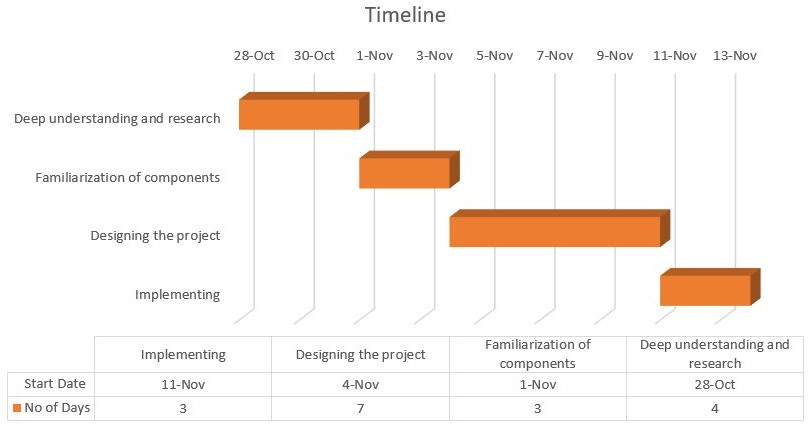 Timeline
28-Oct 30-Oct 1-Nov 3-Nov 5-Nov 7-Nov 9-Nov 11-Nov 13-Nov
Deep understanding and research
Familiarization of components
Designing the project
Implementing
Implementing Designing the project Familiarization of components Deep understanding and research
Start Date 11-Nov 4-Nov 1-Nov 28-Oct
No of Days 3 7 3 4